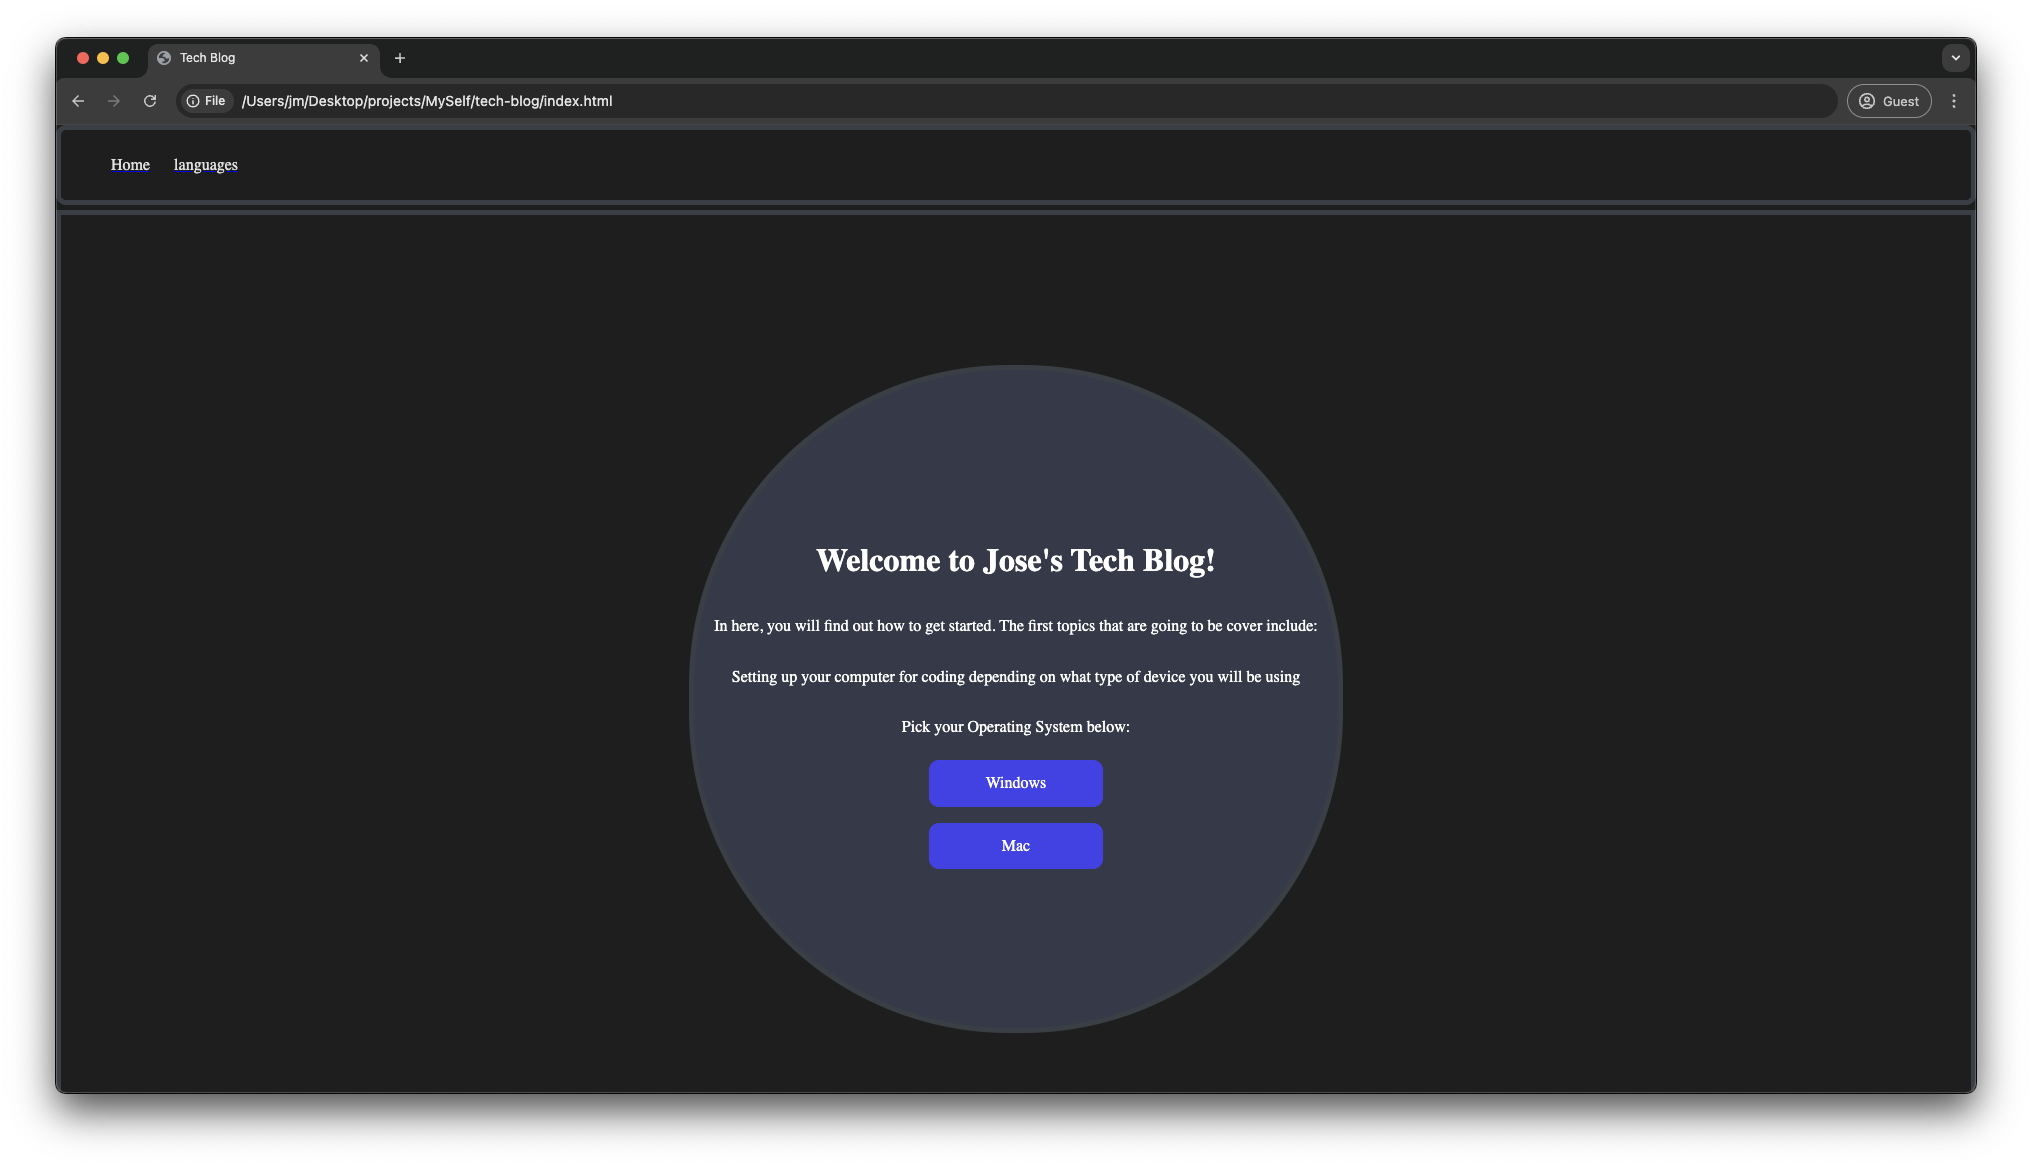 Tech Blog
File /Users/jm/Desktop/projects/MySelf/tech-blog/index.html
Guest
Home languages
Welcome to Jose's Tech Blog!
In here, you will find out how to get started. The first topics that are going to be cover include:
Setting up your computer for coding depending on what type of device you will be using
Pick your Operating System below:
Windows
Mac